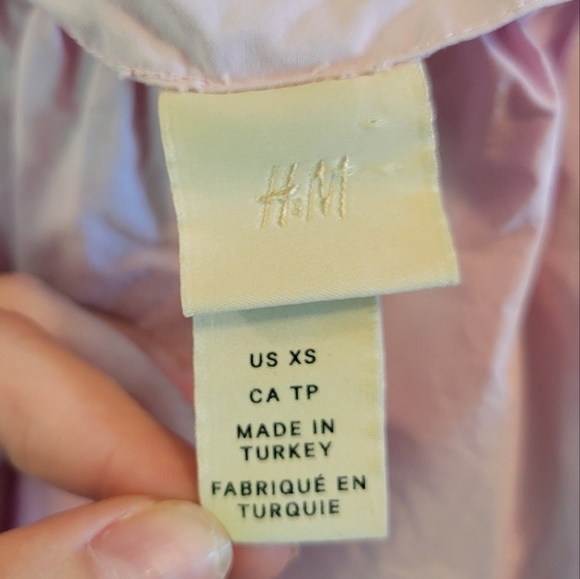 H&M
US XS
CA TP
MADE IN
TURKEY
FABRIQUÉ EN
TURQUIE